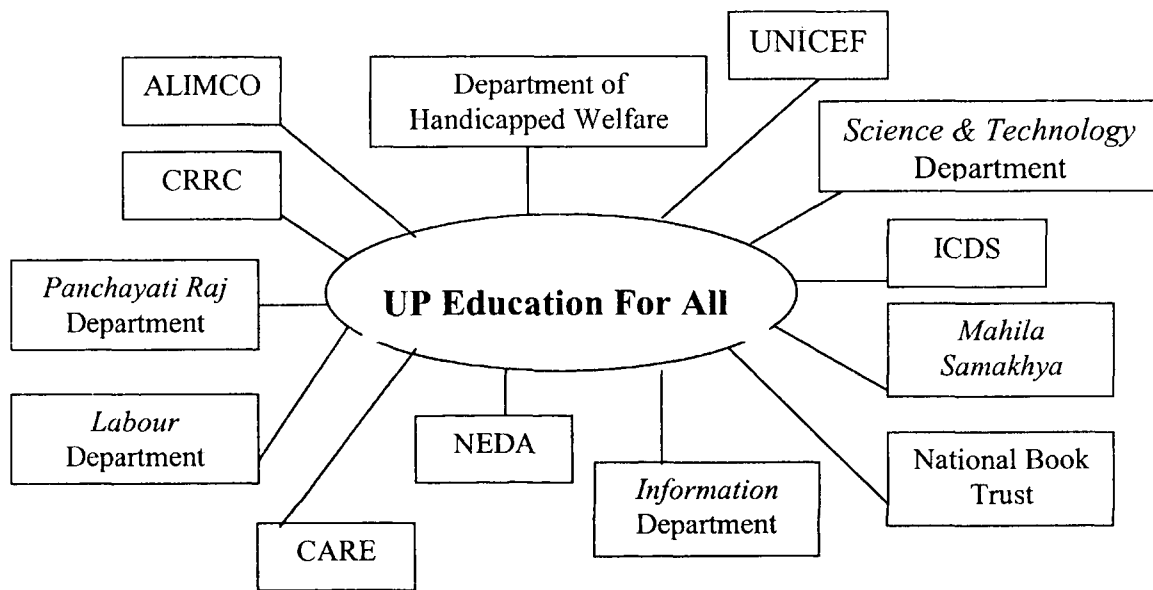 UNICEF
ALIMCO
Department of
Handicapped Welfare
Science & Technology
Department
CRRC
ICDS
Panchayati Raj
Department
UP Education For All
Mahila
Samakhya
Labour
Department
NEDA
National Book
Trust
Information
Department
CARE